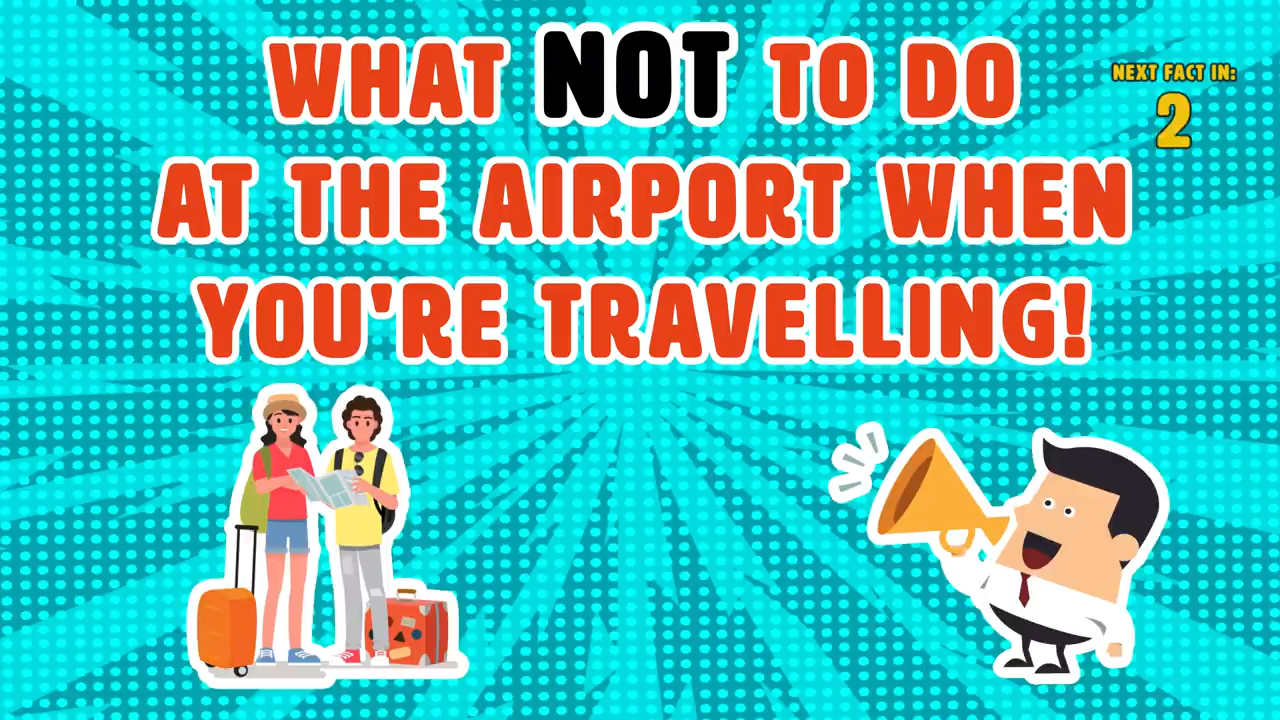 WHAT NOT TO DO
AT THE AIRPORT WHEN
YOU'RE TRAVELLING!
NEXT FACT IN:
2